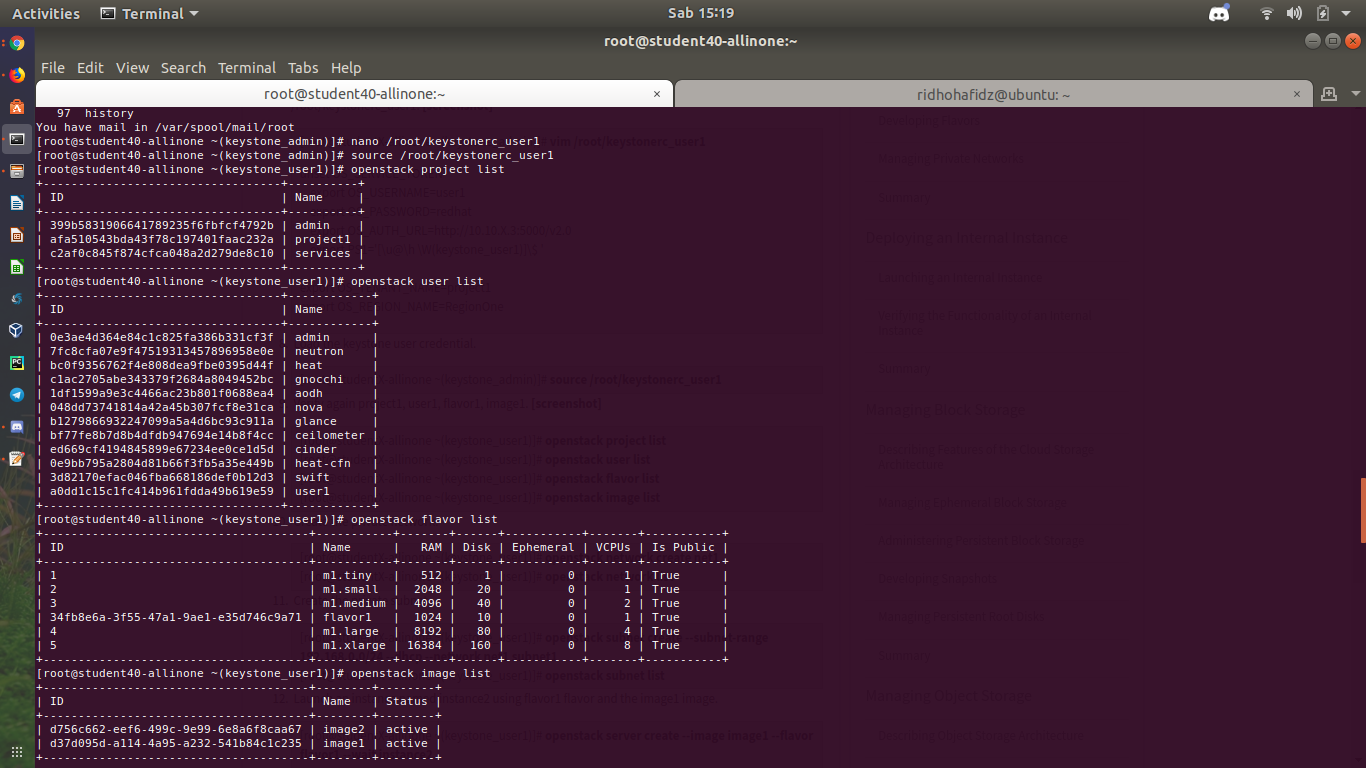 Activities Terminal Sab 15:19
root@student40-allinone:~
File Edit View Search Terminal Tabs Help
root@student40-allinone:~ × ridhohafidz@ubuntu: ~ ×
97  history
You have mail in /var/spool/mail/root
[root@student40-allinone ~(keystone_admin)]# nano /root/keystonerc_user1
[root@student40-allinone ~(keystone_admin)]# source /root/keystonerc_user1
[root@student40-allinone ~(keystone_user1)]# openstack project list
+----------------------------------+----------+
| ID                               | Name     |
+----------------------------------+----------+
| 399b5831906641789235f6fbfcf4792b | admin    |
| afa510543bda43f78c197401faac232a | project1 |
| c2af0c845f874cfca048a2d279de8c10 | services |
+----------------------------------+----------+
[root@student40-allinone ~(keystone_user1)]# openstack user list
+----------------------------------+------------+
| ID                               | Name       |
+----------------------------------+------------+
| 0e3ae4d364e84c1c825fa386b331cf3f | admin      |
| 7fc8cfa07e9f47519313457896958e0e | neutron    |
| bc0f9356762f4e808dea9fbe0395d44f | heat       |
| c1ac2705abe343379f2684a8049452bc | gnocchi    |
| 1df1599a9e3c4466ac23b801f0688ea4 | aodh       |
| 048dd73741814a42a45b307fcf8e31ca | nova       |
| b1279866932247099a5a4d6bc93c911a | glance     |
| bf77fe8b7d8b4dfdb947694e14b8f4cc | ceilometer |
| ed669cf4194845899e67234ee0ce1d5d | cinder     |
| 0e9bb795a2804d81b66f3fb5a35e449b | heat-cfn   |
| 3d82170efac046fba668186def0b12d3 | swift      |
| a0dd1c15c1fc414b961fdda49b619e59 | user1      |
+----------------------------------+------------+
[root@student40-allinone ~(keystone_user1)]# openstack flavor list
+--------------------------------------+-----------+-------+------+-----------+-------+-----------+
| ID                                   | Name      |   RAM | Disk | Ephemeral | VCPUs | Is Public |
+--------------------------------------+-----------+-------+------+-----------+-------+-----------+
| 1                                    | m1.tiny   |   512 |    1 |         0 |     1 | True      |
| 2                                    | m1.small  |  2048 |   20 |         0 |     1 | True      |
| 3                                    | m1.medium |  4096 |   40 |         0 |     2 | True      |
| 34fb8e6a-3f55-47a1-9ae1-e35d746c9a71 | flavor1   |  1024 |   10 |         0 |     1 | True      |
| 4                                    | m1.large  |  8192 |   80 |         0 |     4 | True      |
| 5                                    | m1.xlarge | 16384 |  160 |         0 |     8 | True      |
+--------------------------------------+-----------+-------+------+-----------+-------+-----------+
[root@student40-allinone ~(keystone_user1)]# openstack image list
+--------------------------------------+--------+--------+
| ID                                   | Name   | Status |
+--------------------------------------+--------+--------+
| d756c662-eef6-499c-9e99-6e8a6f8caa67 | image2 | active |
| d37d095d-a114-4a95-a232-541b84c1c235 | image1 | active |
+--------------------------------------+--------+--------+